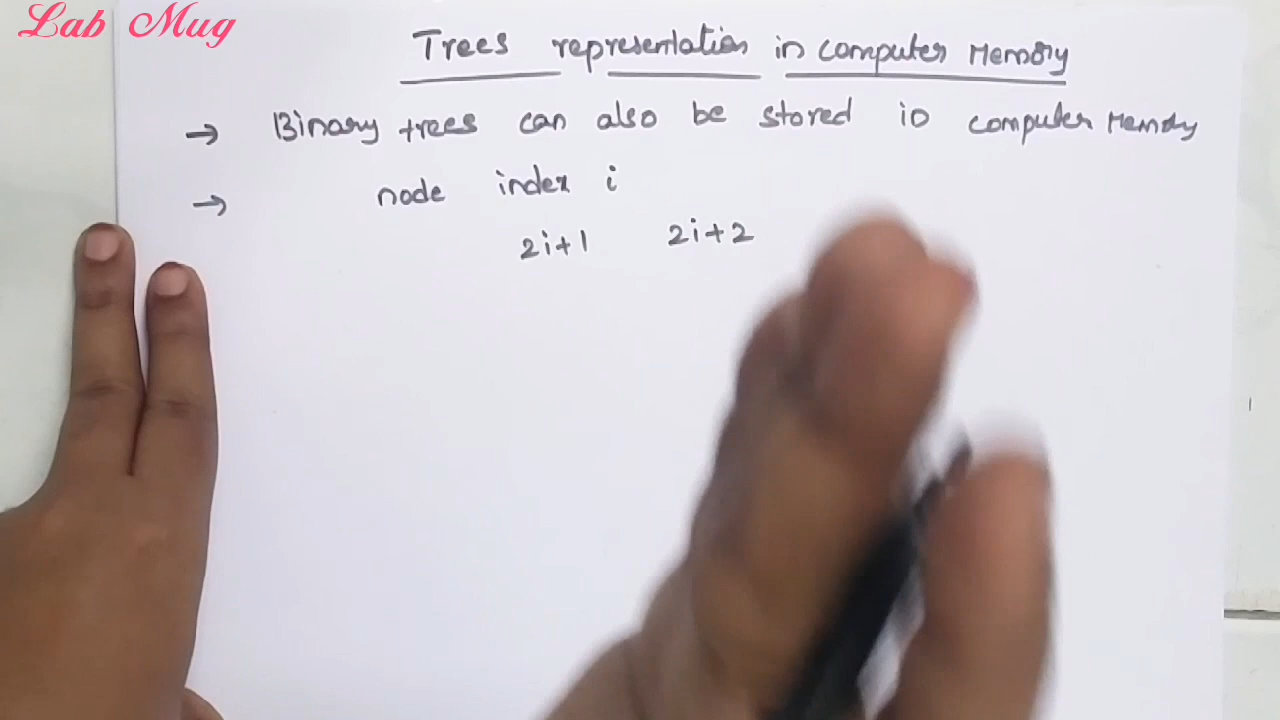 Lab Mug
Trees representation in computer Memory
→ Binary trees can also be stored in computer Memory
→ node index i
2i+1 2i+2